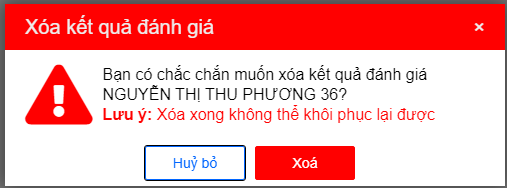 Xóa kết quả đánh giá
×
Bạn có chắc chắn muốn xóa kết quả đánh giá
NGUYỄN THỊ THU PHƯƠNG 36?
Lưu ý: Xóa xong không thể khôi phục lại được
Huỷ bỏ
Xoá